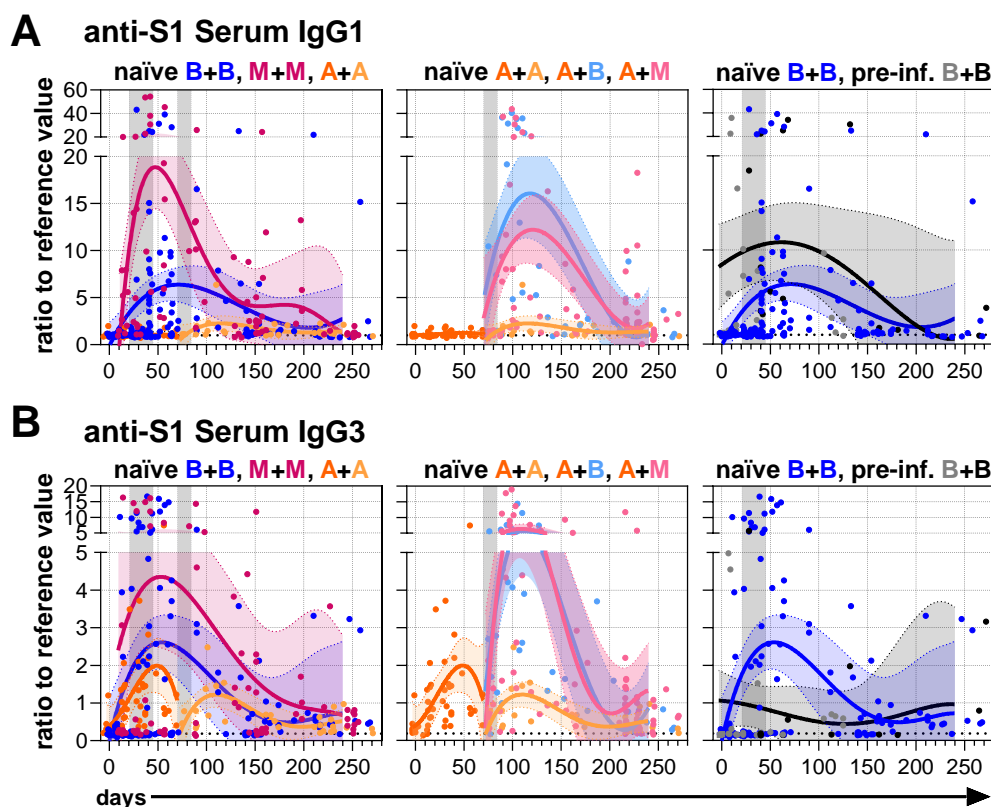 A anti-S1 Serum IgG1
naïve B+B, M+M, A+A
naïve A+A, A+B, A+M
naïve B+B, pre-inf. B+B
ratio to reference value
60
40
20
20
15
10
5
0
0 50 100 150 200 250
0 50 100 150 200 250
0 50 100 150 200 250
B anti-S1 Serum IgG3
naïve B+B, M+M, A+A
naïve A+A, A+B, A+M
naïve B+B, pre-inf. B+B
ratio to reference value
20
15
10
5
5
4
3
2
1
0
0 50 100 150 200 250
0 50 100 150 200 250
0 50 100 150 200 250
days